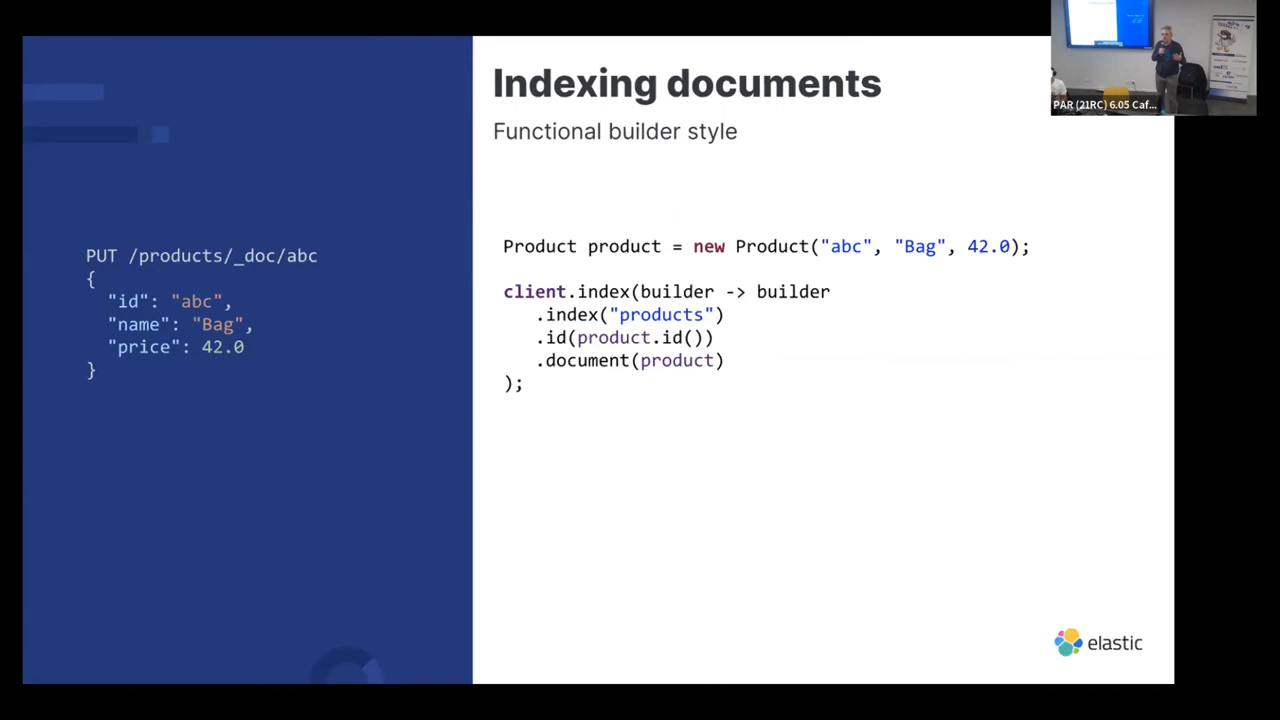 Indexing documents
Functional builder style
PUT /products/_doc/abc
{
"id": "abc",
"name": "Bag",
"price": 42.0
}
Product product = new Product("abc", "Bag", 42.0);
client.index(builder -> builder
.index("products")
.id(product.id())
.document(product)
);
elastic
PAR (21RC) 6.05 Caf...